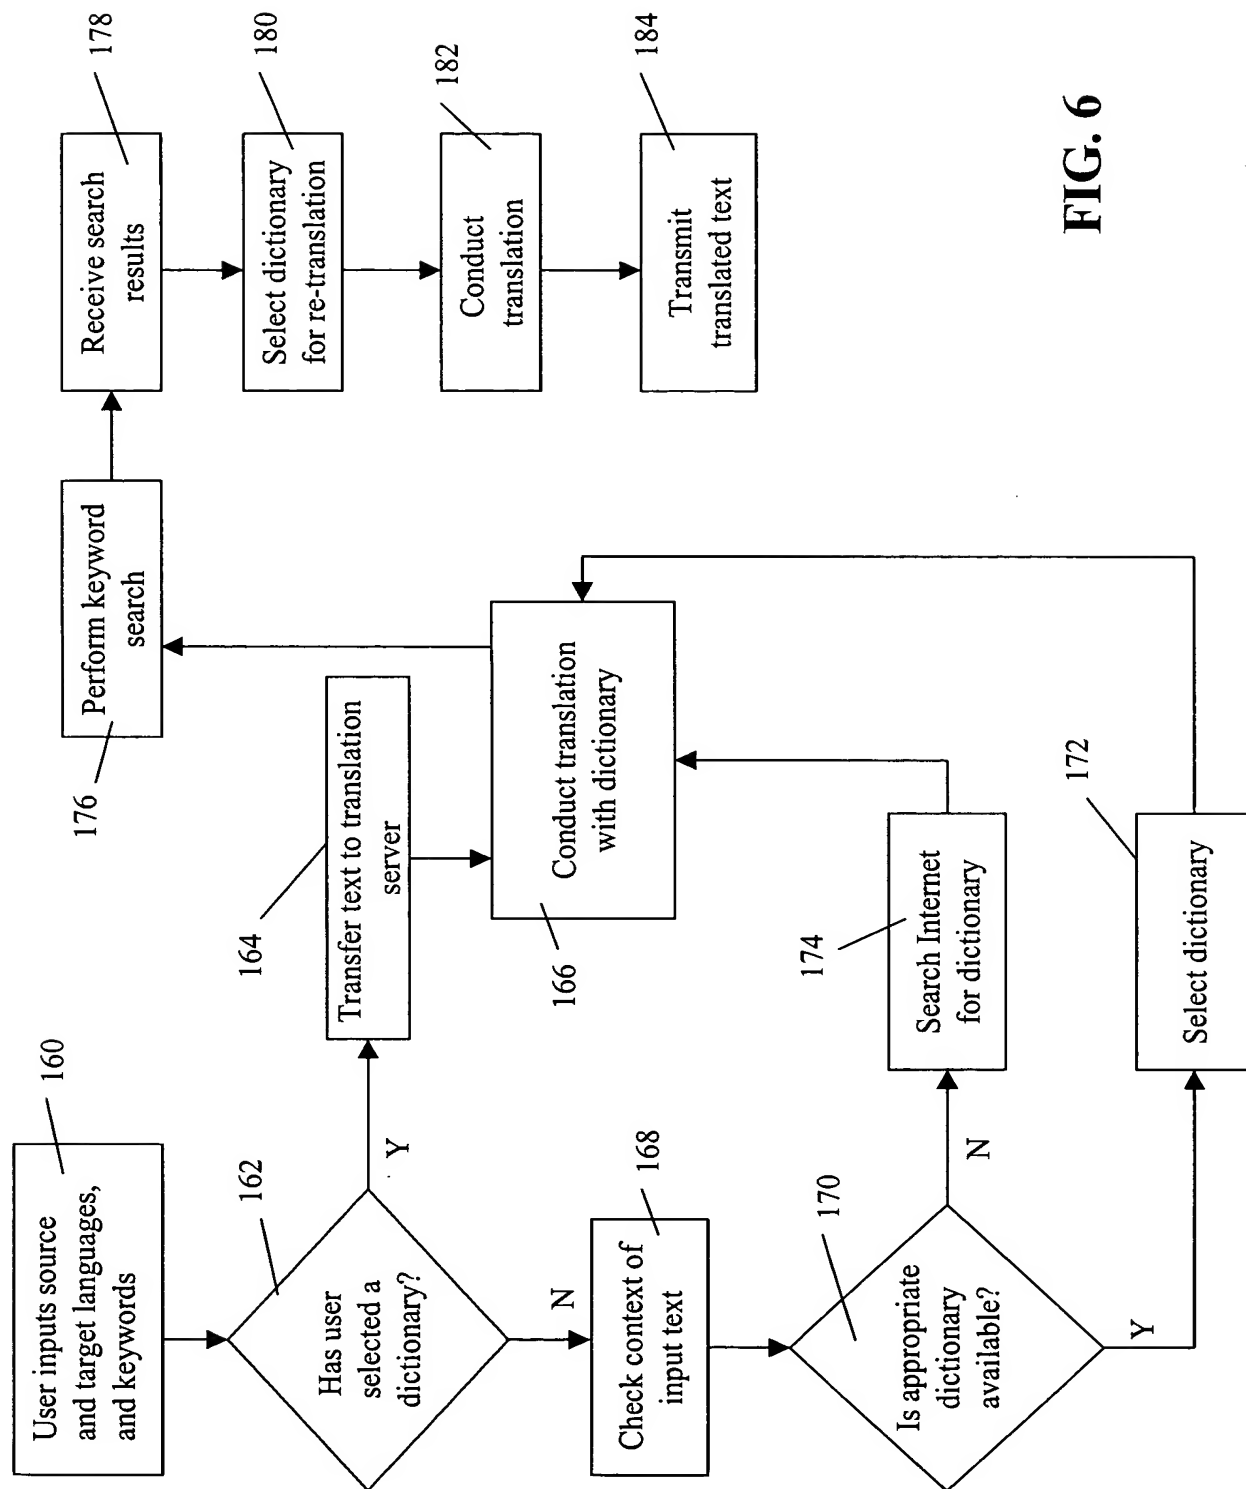 160
User inputs source
and target languages,
and keywords
162
Has user
selected a
dictionary?
Y
N
164
Transfer text to translation
server
166
Conduct translation
with dictionary
168
Check context of
input text
170
Is appropriate
dictionary
available?
N
Y
174
Search Internet
for dictionary
172
Select dictionary
176
Perform keyword
search
178
Receive search
results
180
Select dictionary
for re-translation
182
Conduct
translation
184
Transmit
translated text
FIG. 6